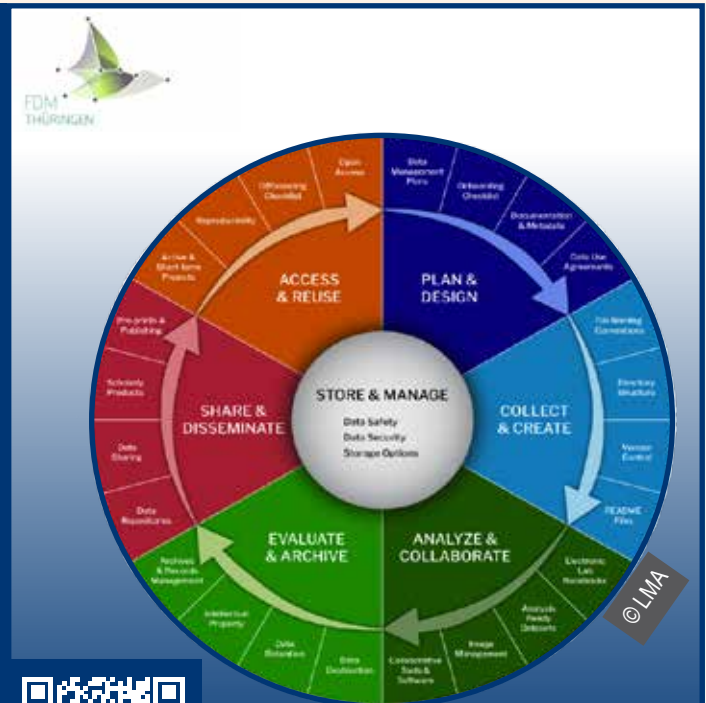 FDM
THÜRINGEN
Open
Access
Offboarding
Checklist
Reproducibility
Active &
Short-term
Projects
ACCESS
& REUSE
Data
Management
Plans
Onboarding
Checklist
Documentation
& Metadata
Data Use
Agreements
PLAN &
DESIGN
File Naming
Conventions
Directory
Structure
Version
Control
README
Files
COLLECT
& CREATE
Electronic
Lab
Notebooks
Analysis
Ready
Datasets
Image
Management
Collaborative
Tools &
Software
ANALYZE &
COLLABORATE
Data
Destruction
Data
Retention
Intellectual
Property
Archives
& Records
Management
EVALUATE
& ARCHIVE
Data
Repositories
Data
Sharing
Scholarly
Products
Pre-prints &
Publishing
SHARE &
DISSEMINATE
STORE & MANAGE
Data Safety
Data Security
Storage Options
© LMA